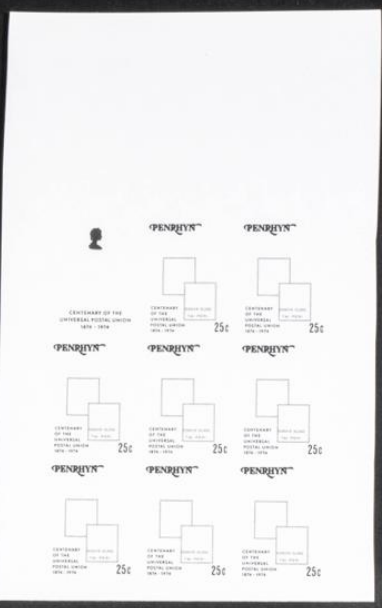 CENTENARY OF THE
UNIVERSAL POSTAL UNION
1874 - 1974
PENRHYN
CENTENARY
OF THE
UNIVERSAL
POSTAL UNION
1874 - 1974
25c
PENRHYN
CENTENARY
OF THE
UNIVERSAL
POSTAL UNION
1874 - 1974
25c
PENRHYN
CENTENARY
OF THE
UNIVERSAL
POSTAL UNION
1874 - 1974
25c
PENRHYN
CENTENARY
OF THE
UNIVERSAL
POSTAL UNION
1874 - 1974
25c
PENRHYN
CENTENARY
OF THE
UNIVERSAL
POSTAL UNION
1874 - 1974
25c
PENRHYN
CENTENARY
OF THE
UNIVERSAL
POSTAL UNION
1874 - 1974
25c
PENRHYN
CENTENARY
OF THE
UNIVERSAL
POSTAL UNION
1874 - 1974
25c
PENRHYN
CENTENARY
OF THE
UNIVERSAL
POSTAL UNION
1874 - 1974
25c